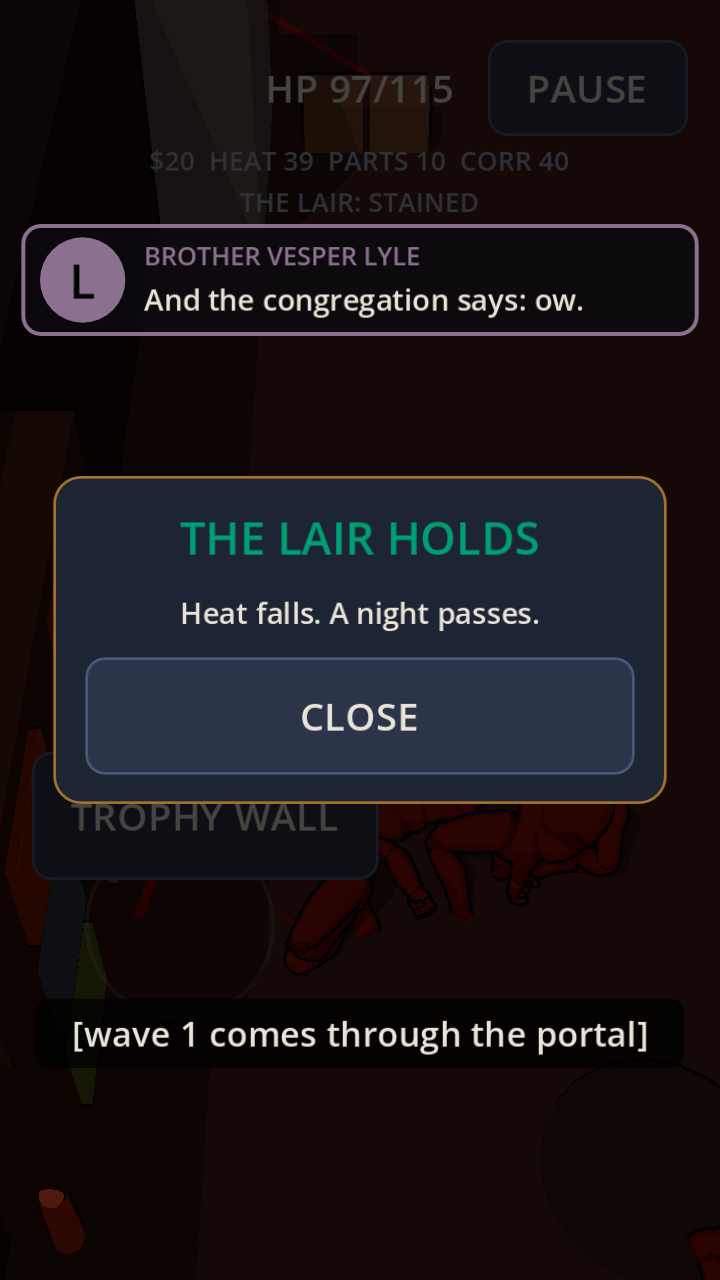 HP 97/115
PAUSE
$20 HEAT 39 PARTS 10 CORR 40
THE LAIR: STAINED
L
BROTHER VESPER LYLE
And the congregation says: ow.
THE LAIR HOLDS
Heat falls. A night passes.
CLOSE
TROPHY WALL
[wave 1 comes through the portal]